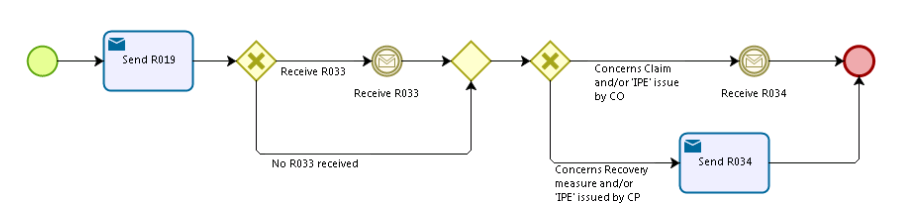 Send R019
Receive R033
Receive R033
No R033 received
Concerns Claim
and/or 'IPE' issue
by CO
Receive R034
Concerns Recovery
measure and/or
'IPE' issued by CP
Send R034